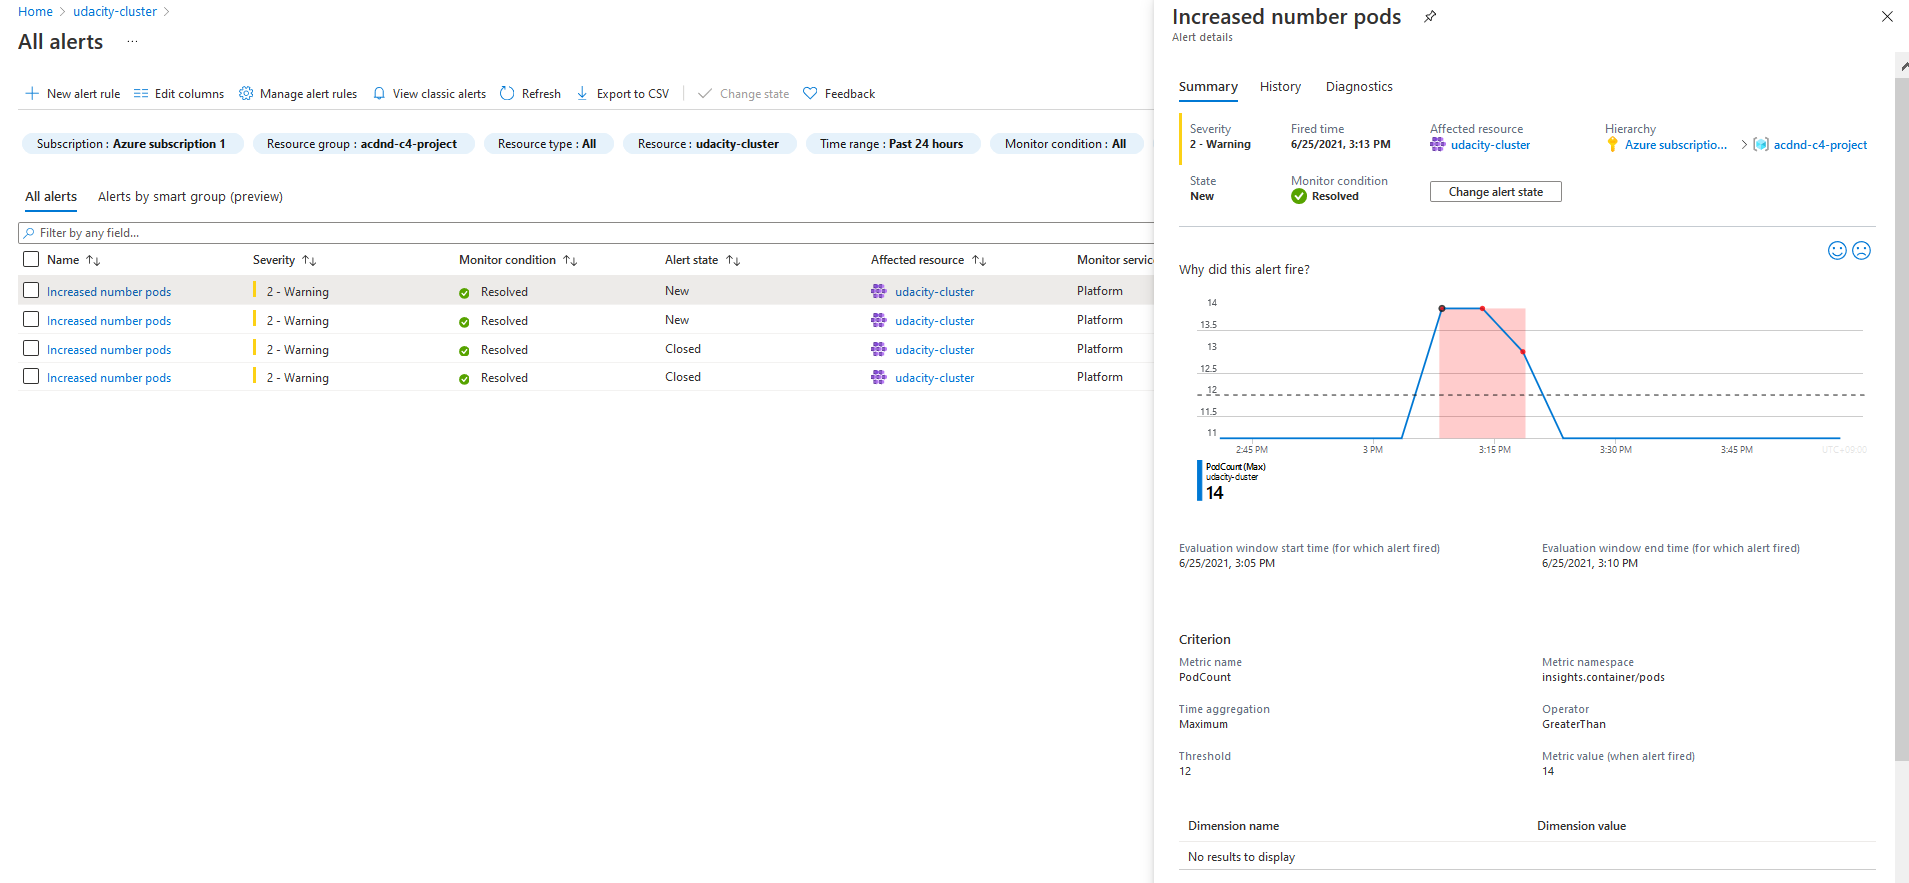 Home > udacity-cluster >
All alerts ...
New alert rule Edit columns Manage alert rules View classic alerts Refresh Export to CSV Change state Feedback
Subscription : Azure subscription 1 Resource group : acdnd-c4-project Resource type : All Resource : udacity-cluster Time range : Past 24 hours Monitor condition : All
All alerts Alerts by smart group (preview)
Filter by any field...
Name Severity Monitor condition Alert state Affected resource Monitor service
Increased number pods 2 - Warning Resolved New udacity-cluster Platform
Increased number pods 2 - Warning Resolved New udacity-cluster Platform
Increased number pods 2 - Warning Resolved Closed udacity-cluster Platform
Increased number pods 2 - Warning Resolved Closed udacity-cluster Platform
Increased number pods
Alert details
Summary History Diagnostics
Severity Fired time Affected resource Hierarchy
2 - Warning 6/25/2021, 3:13 PM udacity-cluster Azure subscriptio... > acdnd-c4-project
State Monitor condition
New Resolved Change alert state
Why did this alert fire?
14
13.5
13
12.5
12
11.5
11
2:45 PM 3 PM 3:15 PM 3:30 PM 3:45 PM UTC+09:00
PodCount (Max)
udacity-cluster
14
Evaluation window start time (for which alert fired) Evaluation window end time (for which alert fired)
6/25/2021, 3:05 PM 6/25/2021, 3:10 PM
Criterion
Metric name Metric namespace
PodCount insights.container/pods
Time aggregation Operator
Maximum GreaterThan
Threshold Metric value (when alert fired)
12 14
Dimension name Dimension value
No results to display